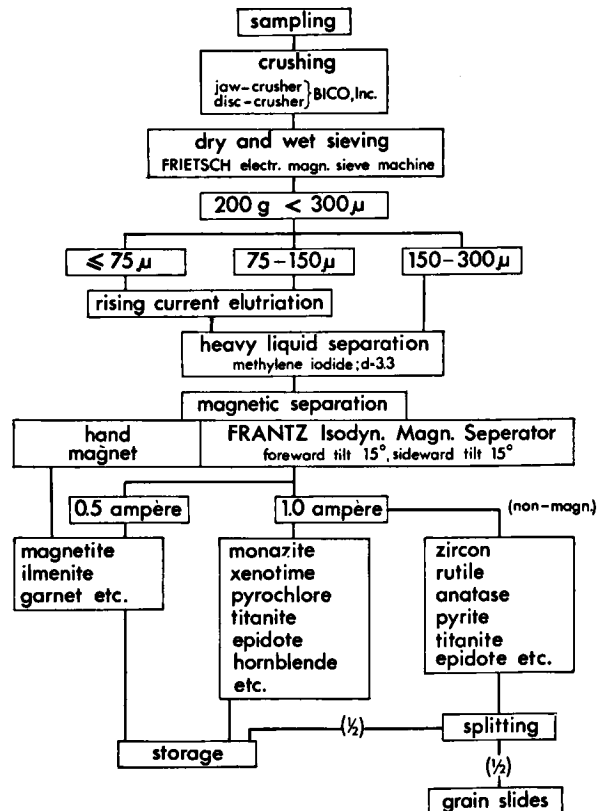 sampling
crushing
jaw-crusher
disc-crusher } BICO, Inc.
dry and wet sieving
FRIETSCH electr. magn. sieve machine
200 g < 300 µ
⩽ 75 µ
75-150 µ
150-300 µ
rising current elutriation
heavy liquid separation
methylene iodide; d-3.3
magnetic separation
hand
magnet
FRANTZ Isodyn. Magn. Seperator
foreward tilt 15°, sideward tilt 15°
0.5 ampère
1.0 ampère
(non-magn.)
magnetite
ilmenite
garnet etc.
monazite
xenotime
pyrochlore
titanite
epidote
hornblende
etc.
zircon
rutile
anatase
pyrite
titanite
epidote etc.
(½)
splitting
storage
(½)
grain slides